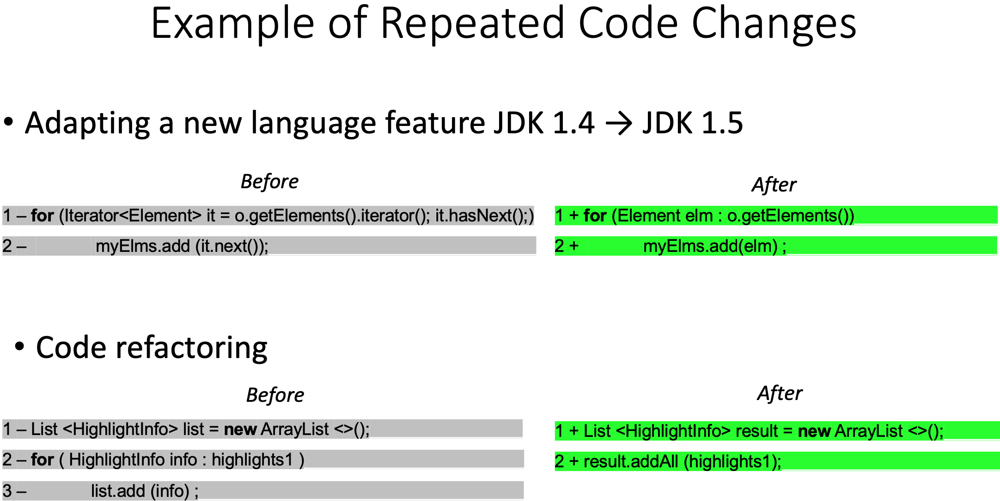 Example of Repeated Code Changes
• Adapting a new language feature JDK 1.4 → JDK 1.5
Before
1 – for (Iterator<Element> it = o.getElements().iterator(); it.hasNext();)
2 – myElms.add (it.next());
After
1 + for (Element elm : o.getElements())
2 + myElms.add(elm) ;
• Code refactoring
Before
1 – List <HighlightInfo> list = new ArrayList <>();
2 – for ( HighlightInfo info : highlights1 )
3 – list.add (info) ;
After
1 + List <HighlightInfo> result = new ArrayList <>();
2 + result.addAll (highlights1);